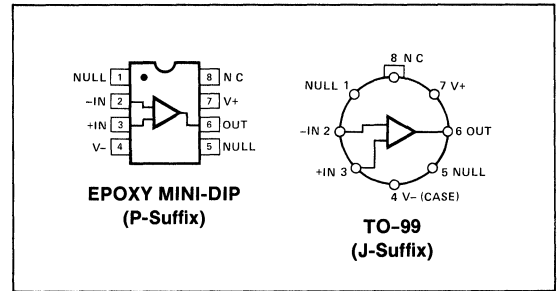 NULL 1 8 N C
-IN 2 7 V+
+IN 3 6 OUT
V- 4 5 NULL
EPOXY MINI-DIP
(P-Suffix)
8 N C
NULL 1 7 V+
-IN 2 6 OUT
+IN 3 5 NULL
4 V- (CASE)
TO-99
(J-Suffix)